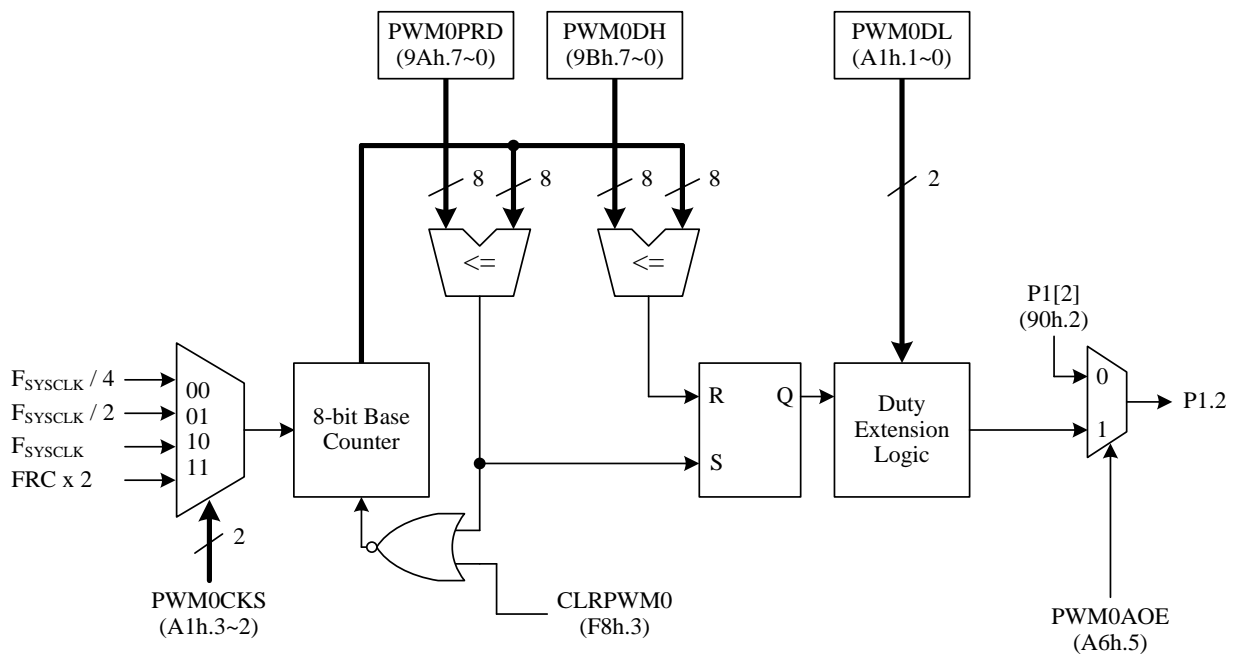 PWM0PRD
(9Ah.7~0)
PWM0DH
(9Bh.7~0)
PWM0DL
(A1h.1~0)
8
8
8
8
2
<=
<=
P1[2]
(90h.2)
FSYSCLK / 4
FSYSCLK / 2
FSYSCLK
FRC x 2
00
01
10
11
8-bit Base
Counter
R
S
Q
Duty
Extension
Logic
0
1
P1.2
2
PWM0CKS
(A1h.3~2)
CLRPWM0
(F8h.3)
PWM0AOE
(A6h.5)